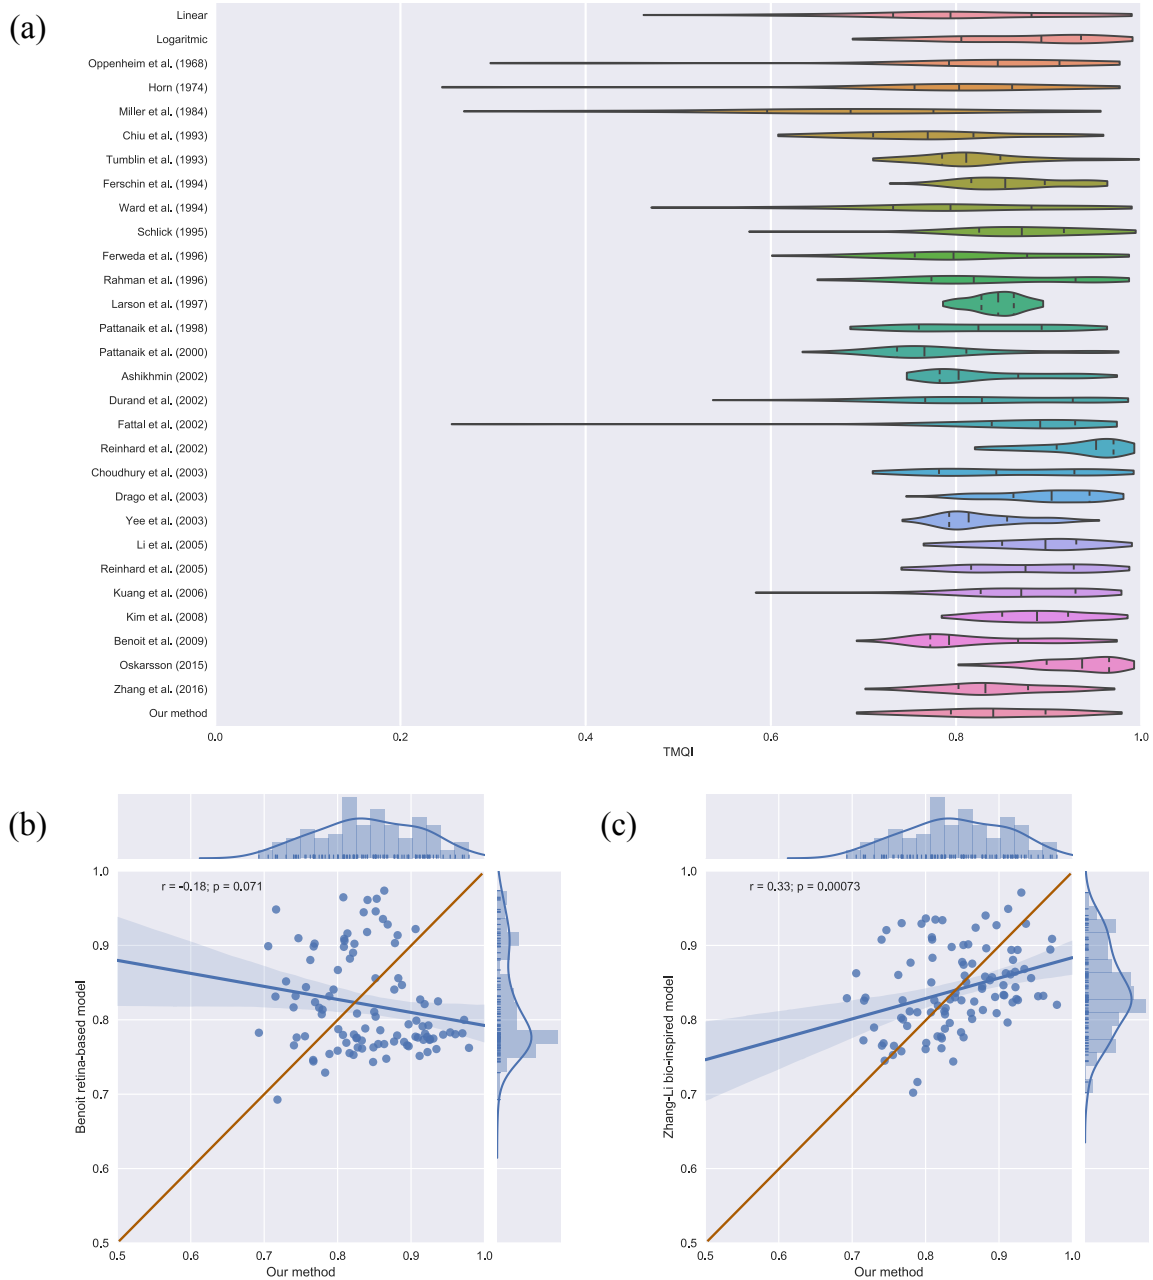 (a)
Linear
Logaritmic
Oppenheim et al. (1968)
Horn (1974)
Miller et al. (1984)
Chiu et al. (1993)
Tumblin et al. (1993)
Ferschin et al. (1994)
Ward et al. (1994)
Schlick (1995)
Ferweda et al. (1996)
Rahman et al. (1996)
Larson et al. (1997)
Pattanaik et al. (1998)
Pattanaik et al. (2000)
Ashikhmin (2002)
Durand et al. (2002)
Fattal et al. (2002)
Reinhard et al. (2002)
Choudhury et al. (2003)
Drago et al. (2003)
Yee et al. (2003)
Li et al. (2005)
Reinhard et al. (2005)
Kuang et al. (2006)
Kim et al. (2008)
Benoit et al. (2009)
Oskarsson (2015)
Zhang et al. (2016)
Our method
0.0 0.2 0.4 0.6 0.8 1.0
TMQI
(b)
r = -0.18; p = 0.071
1.0
0.9
0.8
0.7
0.6
0.5
Benoit retina-based model
0.5 0.6 0.7 0.8 0.9 1.0
Our method
(c)
r = 0.33; p = 0.00073
1.0
0.9
0.8
0.7
0.6
0.5
Zhang-Li bio-inspired model
0.5 0.6 0.7 0.8 0.9 1.0
Our method